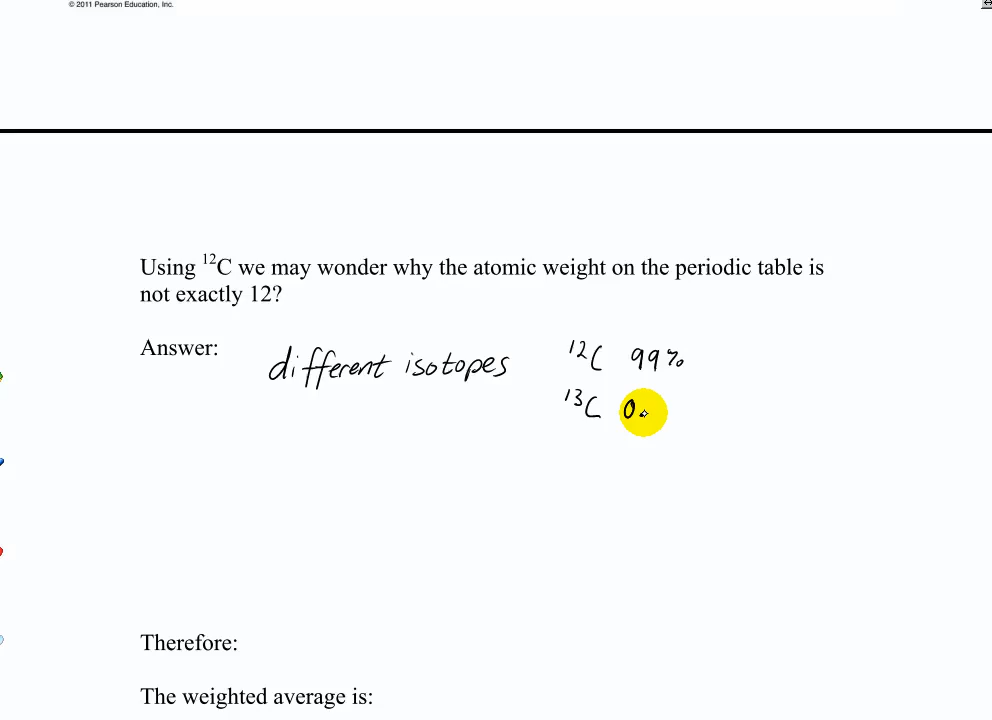 © 2011 Pearson Education, Inc.
Using ¹²C we may wonder why the atomic weight on the periodic table is
not exactly 12?
Answer: different isotopes ¹²C 99%
¹³C 0.
Therefore:
The weighted average is: